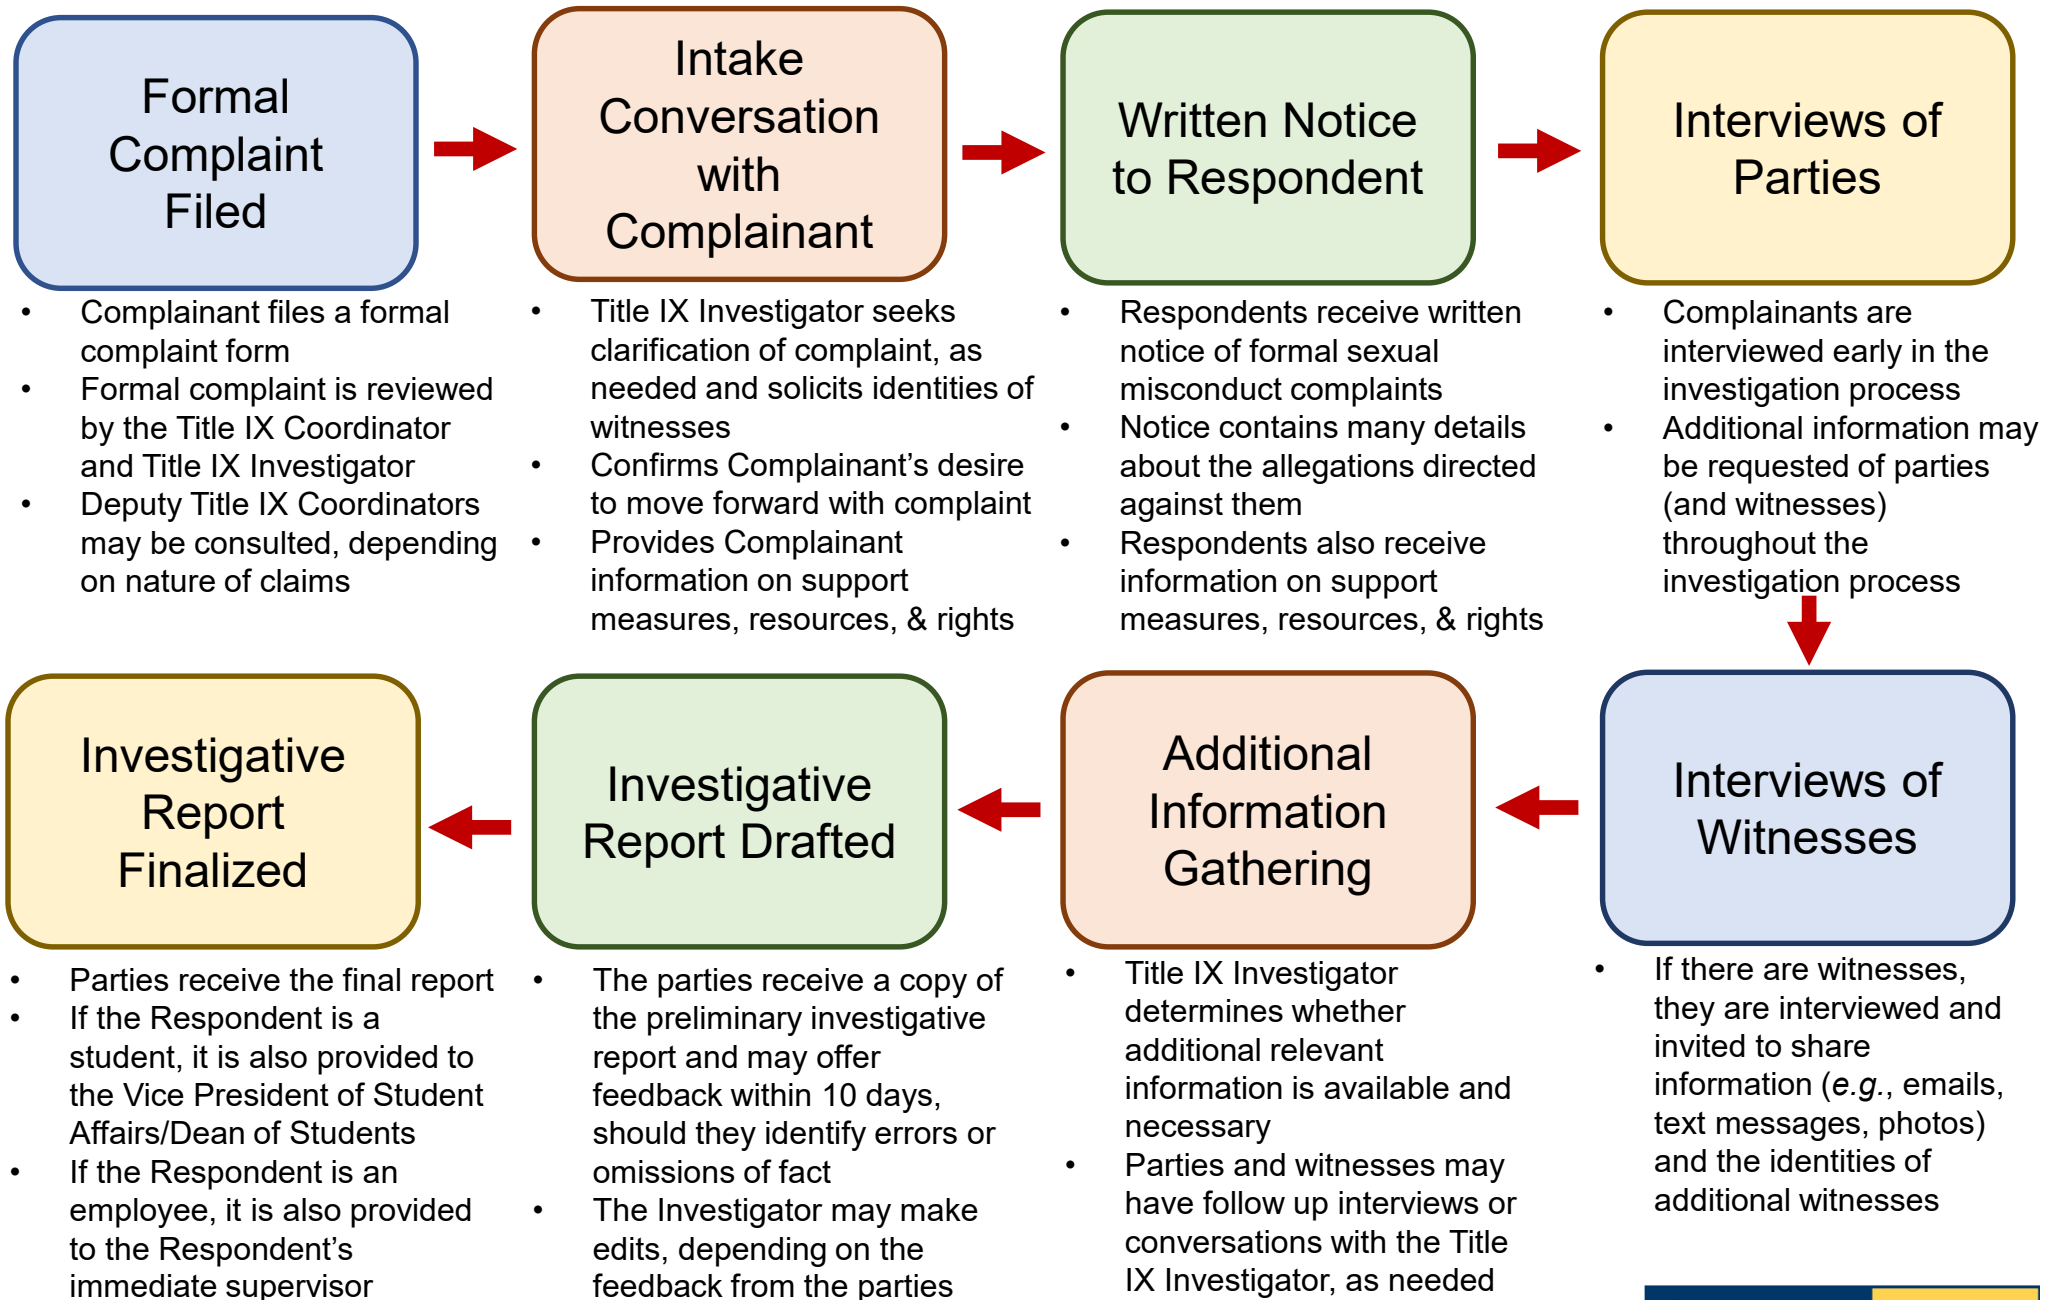 Formal
Complaint
Filed
• Complainant files a formal
complaint form
• Formal complaint is reviewed
by the Title IX Coordinator
and Title IX Investigator
• Deputy Title IX Coordinators
may be consulted, depending
on nature of claims
Intake
Conversation
with
Complainant
• Title IX Investigator seeks
clarification of complaint, as
needed and solicits identities of
witnesses
• Confirms Complainant’s desire
to move forward with complaint
• Provides Complainant
information on support
measures, resources, & rights
Written Notice
to Respondent
• Respondents receive written
notice of formal sexual
misconduct complaints
• Notice contains many details
about the allegations directed
against them
• Respondents also receive
information on support
measures, resources, & rights
Interviews of
Parties
• Complainants are
interviewed early in the
investigation process
• Additional information may
be requested of parties
(and witnesses)
throughout the
investigation process
Interviews of
Witnesses
• If there are witnesses,
they are interviewed and
invited to share
information (e.g., emails,
text messages, photos)
and the identities of
additional witnesses
Additional
Information
Gathering
• Title IX Investigator
determines whether
additional relevant
information is available and
necessary
• Parties and witnesses may
have follow up interviews or
conversations with the Title
IX Investigator, as needed
Investigative
Report Drafted
• The parties receive a copy of
the preliminary investigative
report and may offer
feedback within 10 days,
should they identify errors or
omissions of fact
• The Investigator may make
edits, depending on the
feedback from the parties
Investigative
Report
Finalized
• Parties receive the final report
• If the Respondent is a
student, it is also provided to
the Vice President of Student
Affairs/Dean of Students
• If the Respondent is an
employee, it is also provided
to the Respondent’s
immediate supervisor